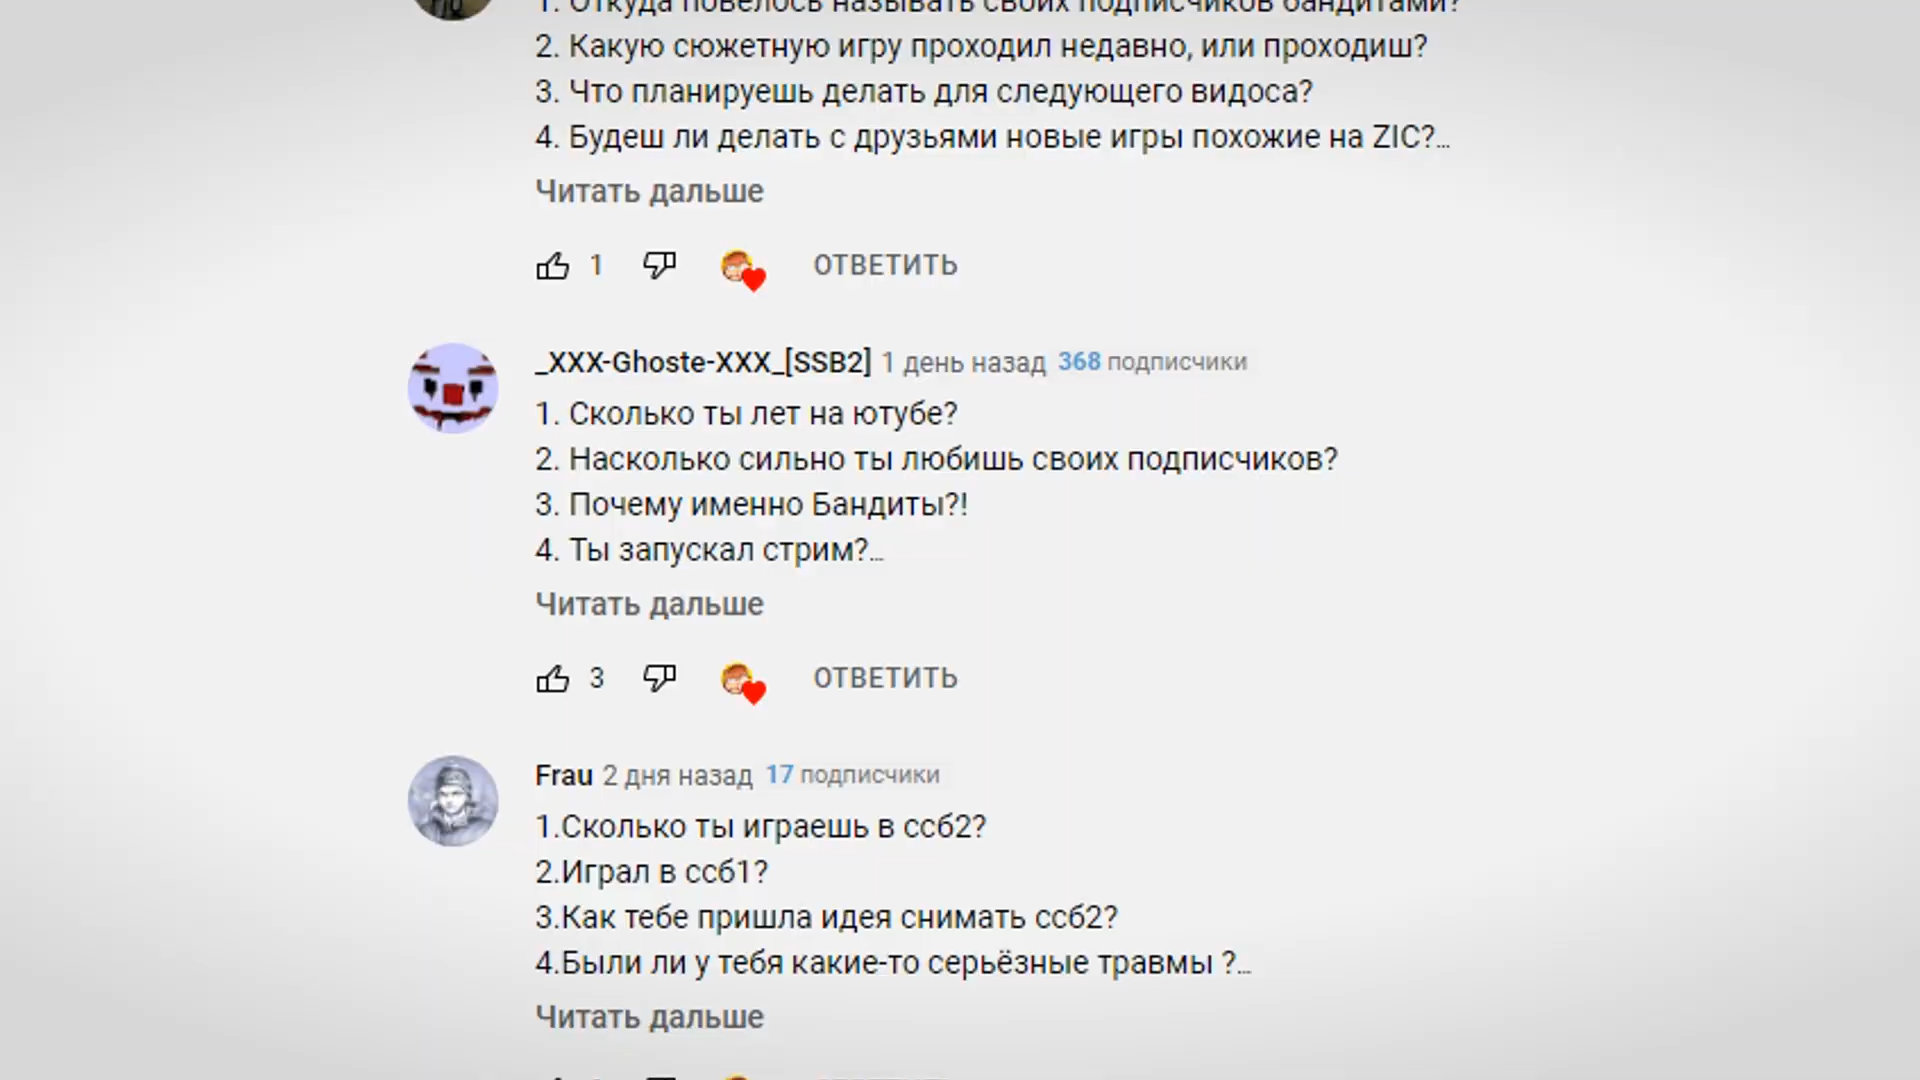 1. Откуда повелось называть своих подписчиков бандитами?
2. Какую сюжетную игру проходил недавно, или проходиш?
3. Что планируешь делать для следующего видоса?
4. Будеш ли делать с друзьями новые игры похожие на ZIC?...
Читать дальше
1 ОТВЕТИТЬ
_XXX-Ghoste-XXX_[SSB2] 1 день назад 368 подписчики
1. Сколько ты лет на ютубе?
2. Насколько сильно ты любишь своих подписчиков?
3. Почему именно Бандиты?!
4. Ты запускал стрим?...
Читать дальше
3 ОТВЕТИТЬ
Frau 2 дня назад 17 подписчики
1.Сколько ты играешь в ссб2?
2.Играл в ссб1?
3.Как тебе пришла идея снимать ссб2?
4.Были ли у тебя какие-то серьёзные травмы ?...
Читать дальше